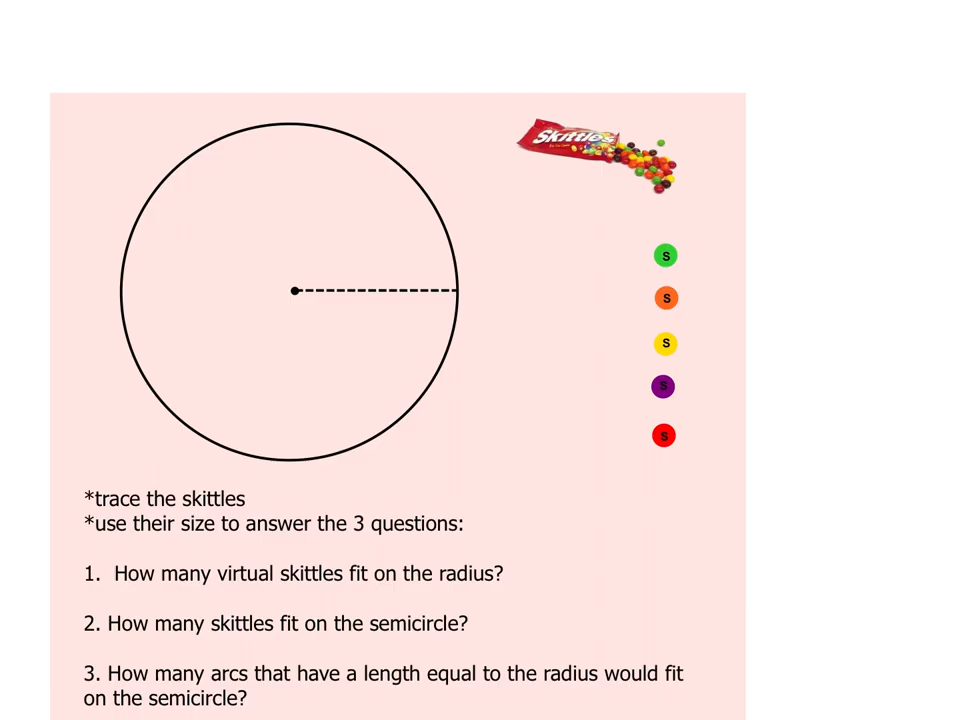 Skittles
S
S
S
S
S
*trace the skittles
*use their size to answer the 3 questions:
1. How many virtual skittles fit on the radius?
2. How many skittles fit on the semicircle?
3. How many arcs that have a length equal to the radius would fit
on the semicircle?